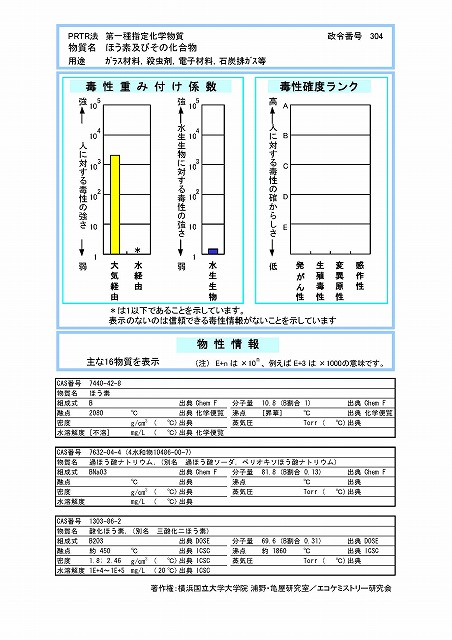 PRTR法 第一種指定化学物質 政令番号 304
物質名 ほう素及びその化合物
用途 ガラス材料，殺虫剤，電子材料，石炭排ガス等
毒性重み付け係数 毒性確度ランク
強 10⁵ 強 10⁵ 高 A
10⁴ 10⁴ B
10³ 10³ C
10² 10² D
10 10 E
1 ＊ 1
弱 弱 低
人に対する毒性の強さ
水生生物に対する毒性の強さ
人に対する毒性の確からしさ
大気経由 水経由 水生生物 発がん性 生殖毒性 変異原性 感作性
＊は1以下であることを示しています。
表示のないのは信頼できる毒性情報がないことを示しています
物性情報
主な16物質を表示 （注） E+n は ×10ⁿ 、例えば E+3 は ×1000の意味です。
CAS番号 7440-42-8
物質名 ほう素
組成式 B 出典 Chem F 分子量 10.8 (B割合 1) 出典 Chem F
融点 2080 ℃ 出典 化学便覧 沸点 [昇華] ℃ 出典 化学便覧
密度 g/cm³ ( ℃) 出典 蒸気圧 Torr ( ℃) 出典
水溶解度 [不溶] mg/L ( ℃) 出典 化学便覧
CAS番号 7632-04-4 (4水和物10486-00-7)
物質名 過ほう酸ナトリウム，(別名 過ほう酸ソーダ，ペリオキソほう酸ナトリウム)
組成式 BNaO3 出典 Chem F 分子量 81.8 (B割合 0.13) 出典 Chem F
融点 ℃ 出典 沸点 ℃ 出典
密度 g/cm³ ( ℃) 出典 蒸気圧 Torr ( ℃) 出典
水溶解度 mg/L ( ℃) 出典
CAS番号 1303-86-2
物質名 酸化ほう素，(別名 三酸化二ほう素)
組成式 B2O3 出典 DOSE 分子量 69.6 (B割合 0.31) 出典 DOSE
融点 約 450 ℃ 出典 ICSC 沸点 約 1860 ℃ 出典 ICSC
密度 1.8, 2.46 g/cm³ ( ℃) 出典 ICSC 蒸気圧 Torr ( ℃) 出典
水溶解度 1E+4～1E+5 mg/L ( 20 ℃) 出典 ICSC
著作権：横浜国立大学大学院 浦野・亀屋研究室／エコケミストリー研究会